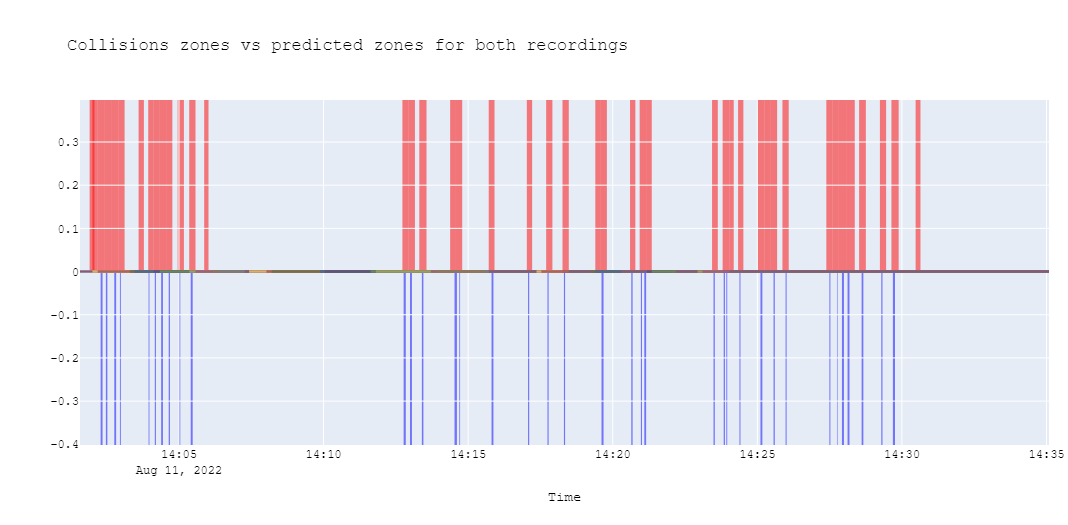 Collisions zones vs predicted zones for both recordings
0.3
0.2
0.1
0
−0.1
−0.2
−0.3
−0.4
14:05 14:10 14:15 14:20 14:25 14:30 14:35
Aug 11, 2022
Time